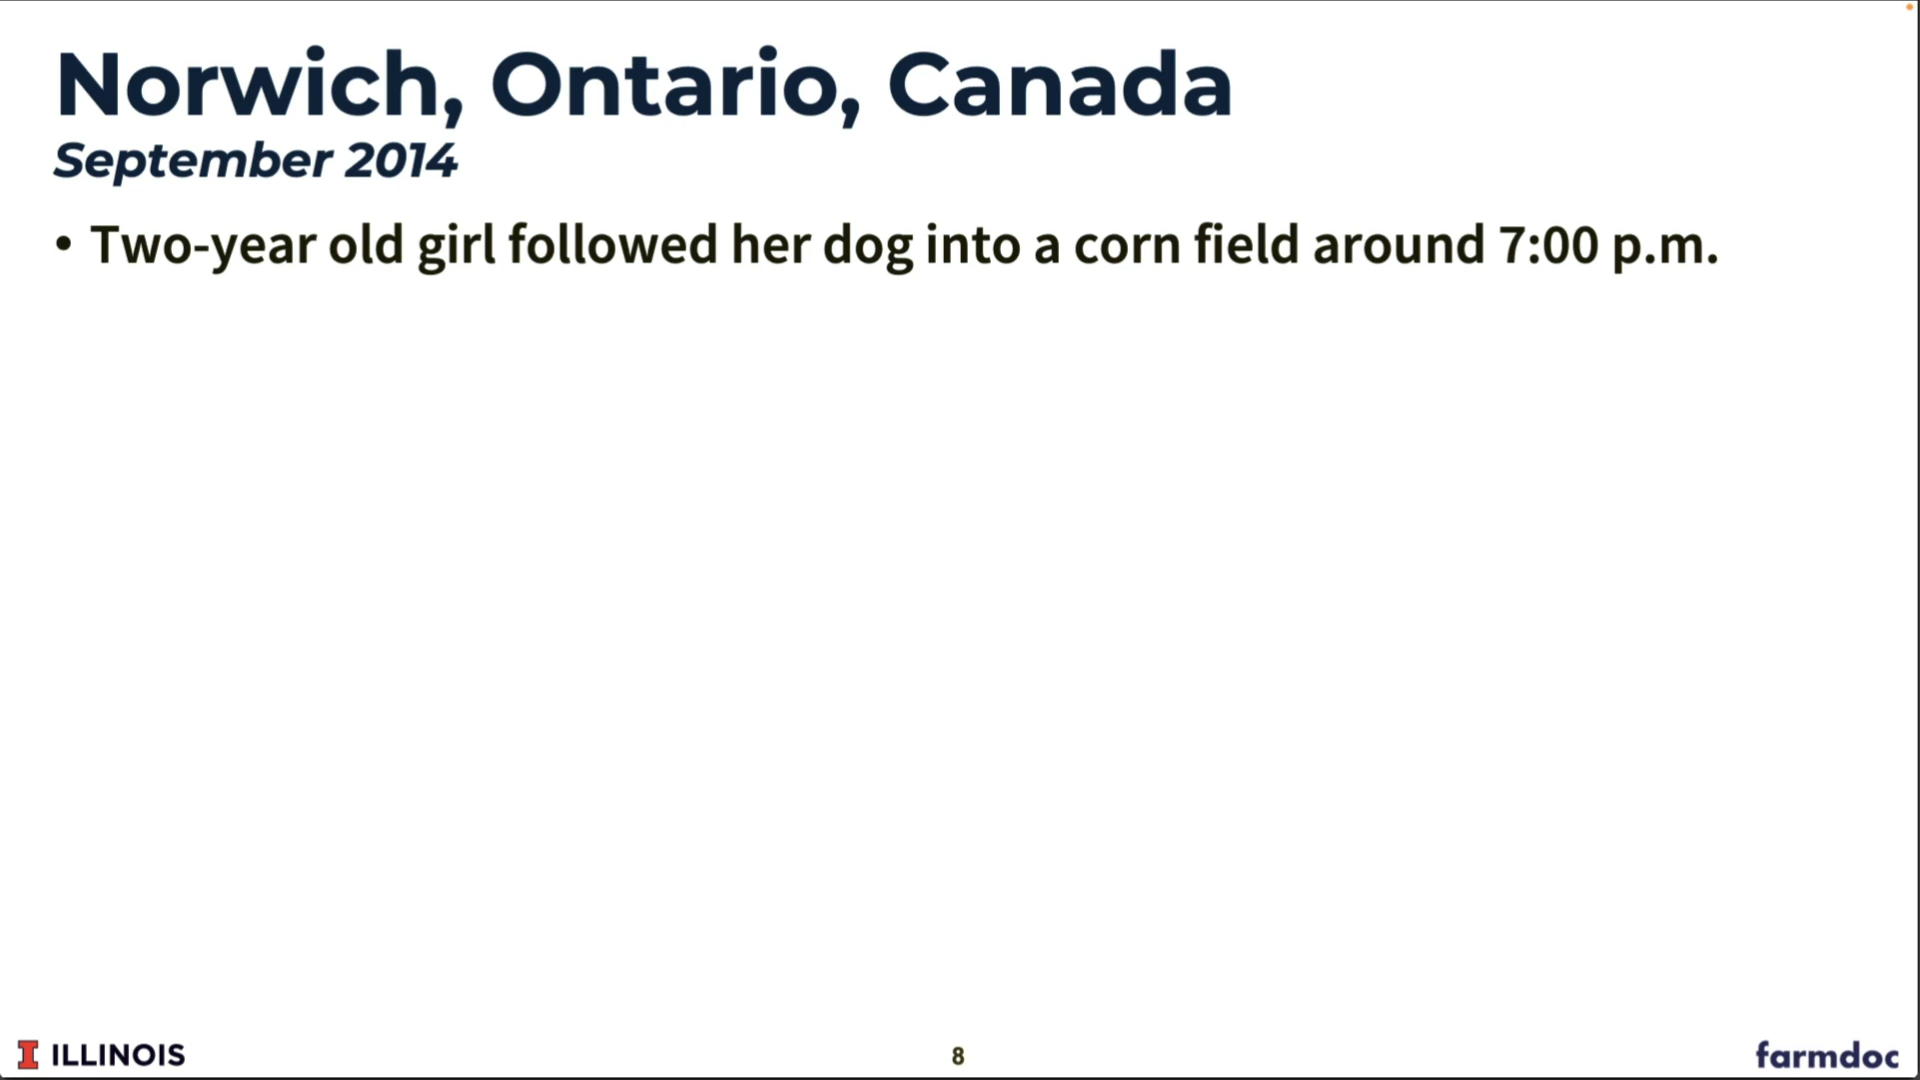 Norwich, Ontario, Canada
September 2014
• Two-year old girl followed her dog into a corn field around 7:00 p.m.
ILLINOIS
8
farmdoc